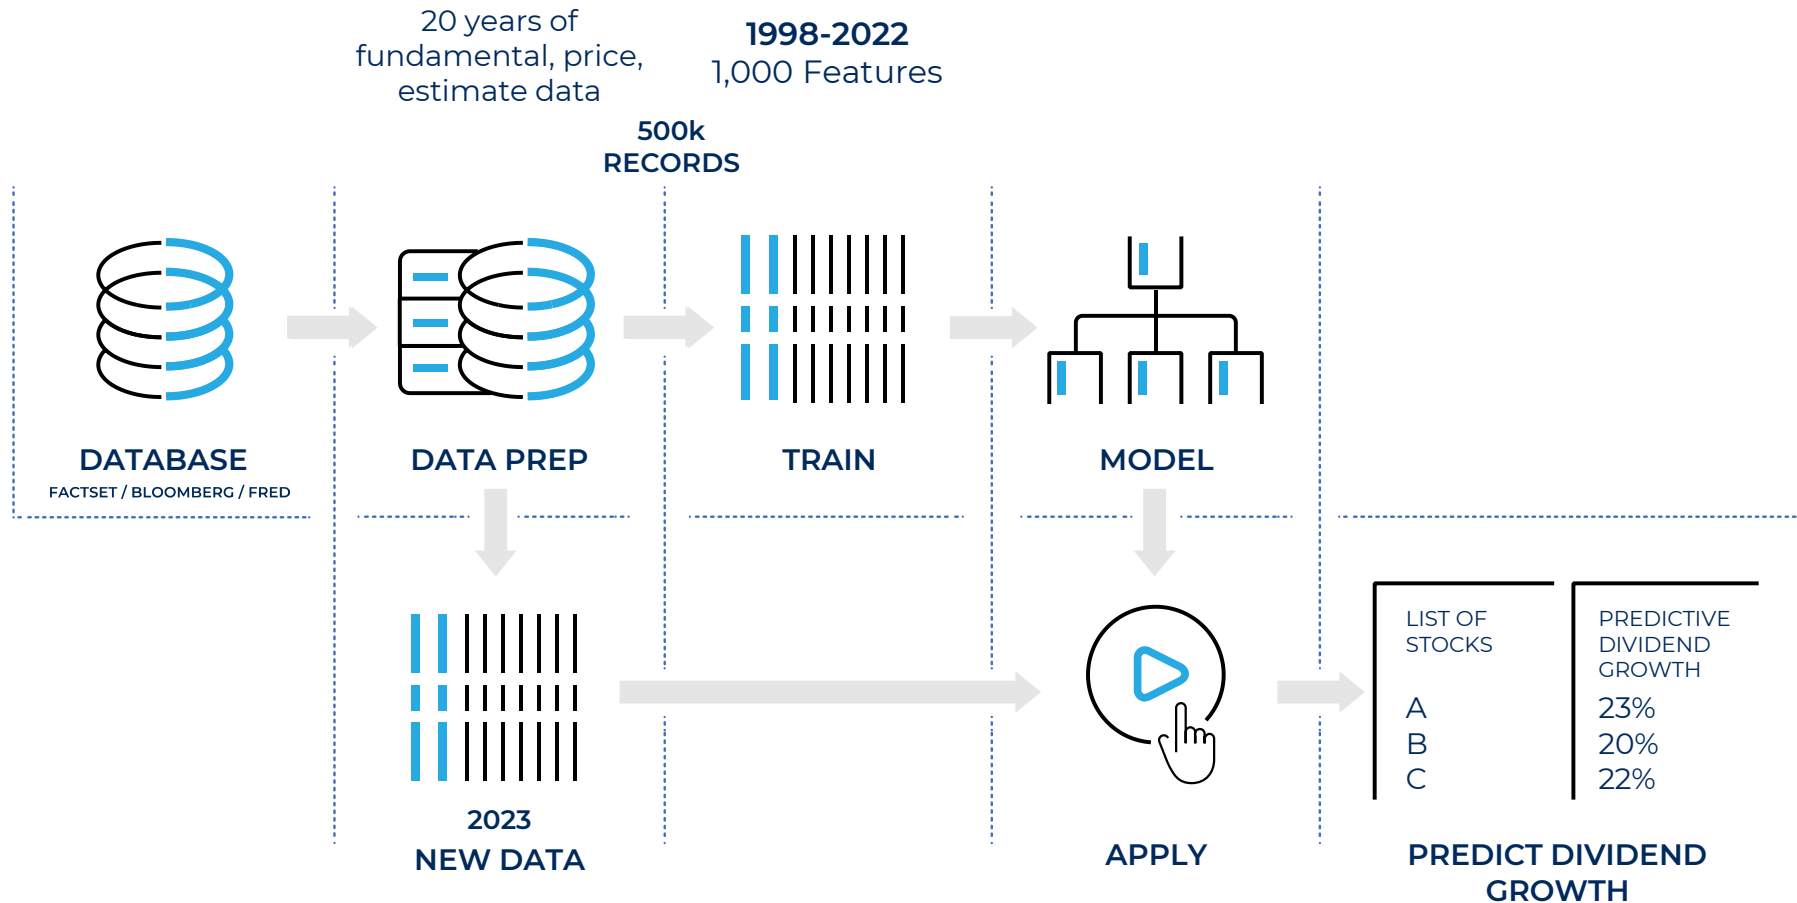 20 years of
fundamental, price,
estimate data
1998-2022
1,000 Features
500k
RECORDS
DATABASE
FACTSET / BLOOMBERG / FRED
DATA PREP
TRAIN
MODEL
2023
NEW DATA
APPLY
LIST OF
STOCKS
A
B
C
PREDICTIVE
DIVIDEND
GROWTH
23%
20%
22%
PREDICT DIVIDEND
GROWTH